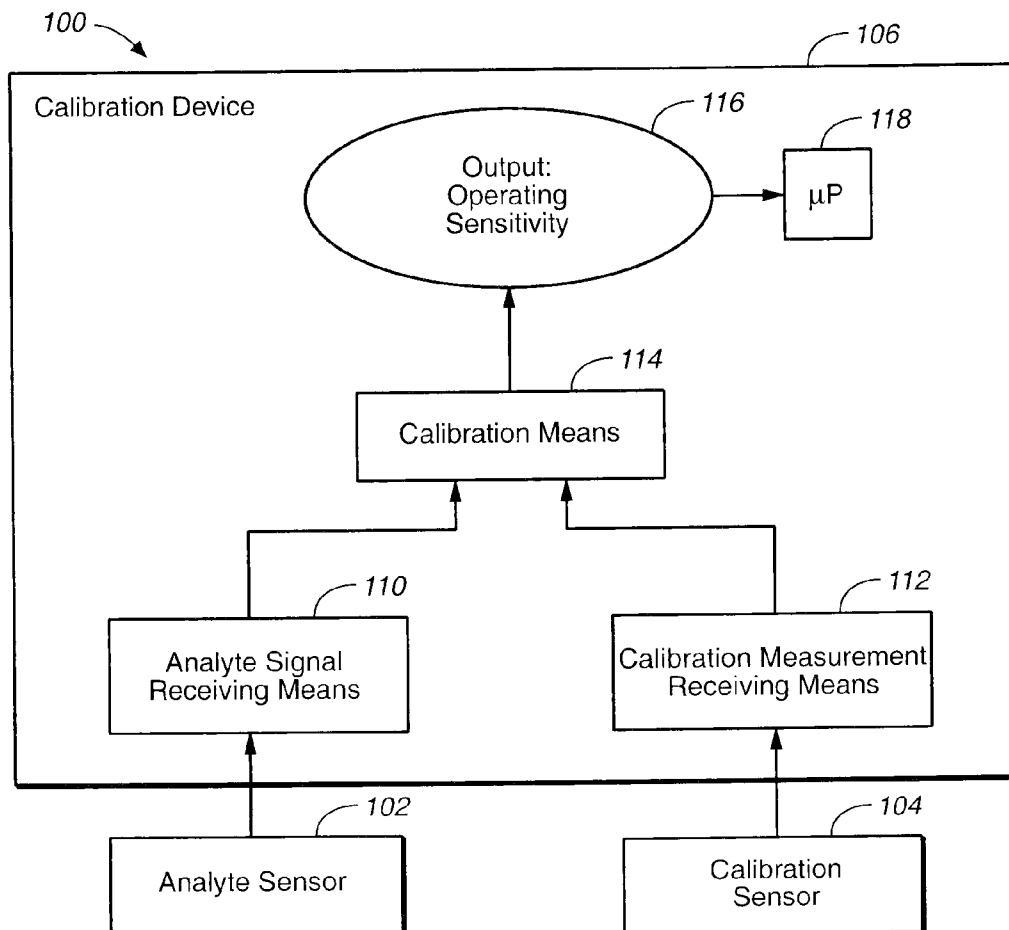 100
106
Calibration Device
116
118
Output:
Operating
Sensitivity
μP
114
Calibration Means
110
112
Analyte Signal
Receiving Means
Calibration Measurement
Receiving Means
102
104
Analyte Sensor
Calibration
Sensor